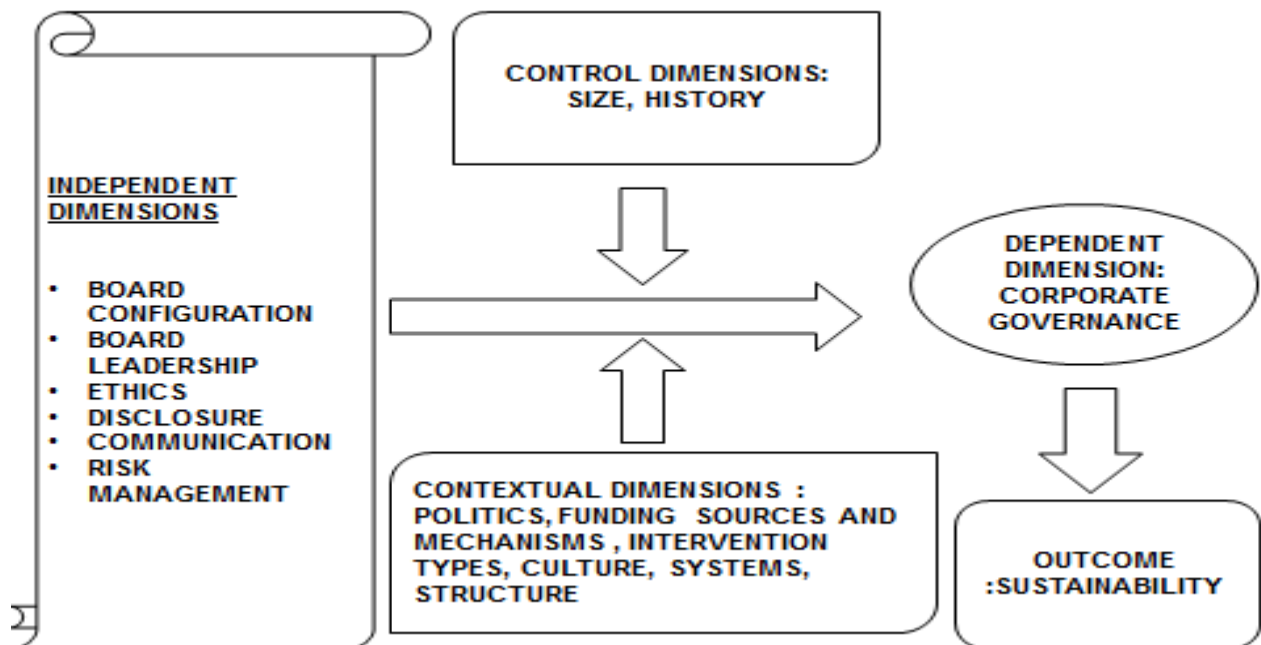 INDEPENDENT
DIMENSIONS
• BOARD
CONFIGURATION
• BOARD
LEADERSHIP
• ETHICS
• DISCLOSURE
• COMMUNICATION
• RISK
MANAGEMENT
CONTROL DIMENSIONS:
SIZE, HISTORY
CONTEXTUAL DIMENSIONS :
POLITICS, FUNDING SOURCES AND
MECHANISMS , INTERVENTION
TYPES, CULTURE, SYSTEMS,
STRUCTURE
DEPENDENT
DIMENSION:
CORPORATE
GOVERNANCE
OUTCOME
:SUSTAINABILITY